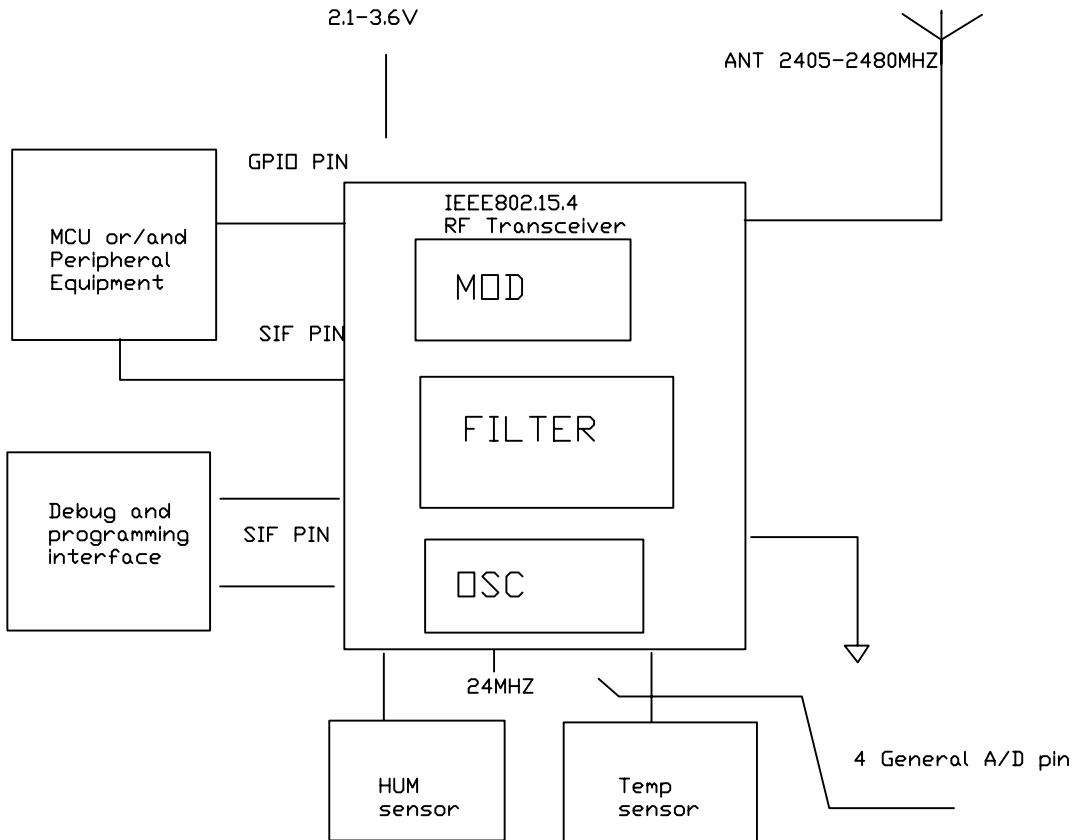 2.1-3.6V
ANT 2405-2480MHZ
GPIO PIN
IEEE802.15.4
RF Transceiver
MCU or/and
Peripheral
Equipment
MOD
SIF PIN
FILTER
Debug and
programming
interface
SIF PIN
OSC
24MHZ
4 General A/D pin
HUM
sensor
Temp
sensor